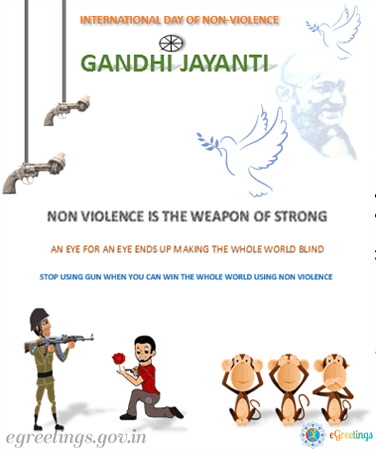 INTERNATIONAL DAY OF NON-VIOLENCE
GANDHI JAYANTI
NON VIOLENCE IS THE WEAPON OF STRONG
AN EYE FOR AN EYE ENDS UP MAKING THE WHOLE WORLD BLIND
STOP USING GUN WHEN YOU CAN WIN THE WHOLE WORLD USING NON VIOLENCE
egreetings.gov.in
eGreetings